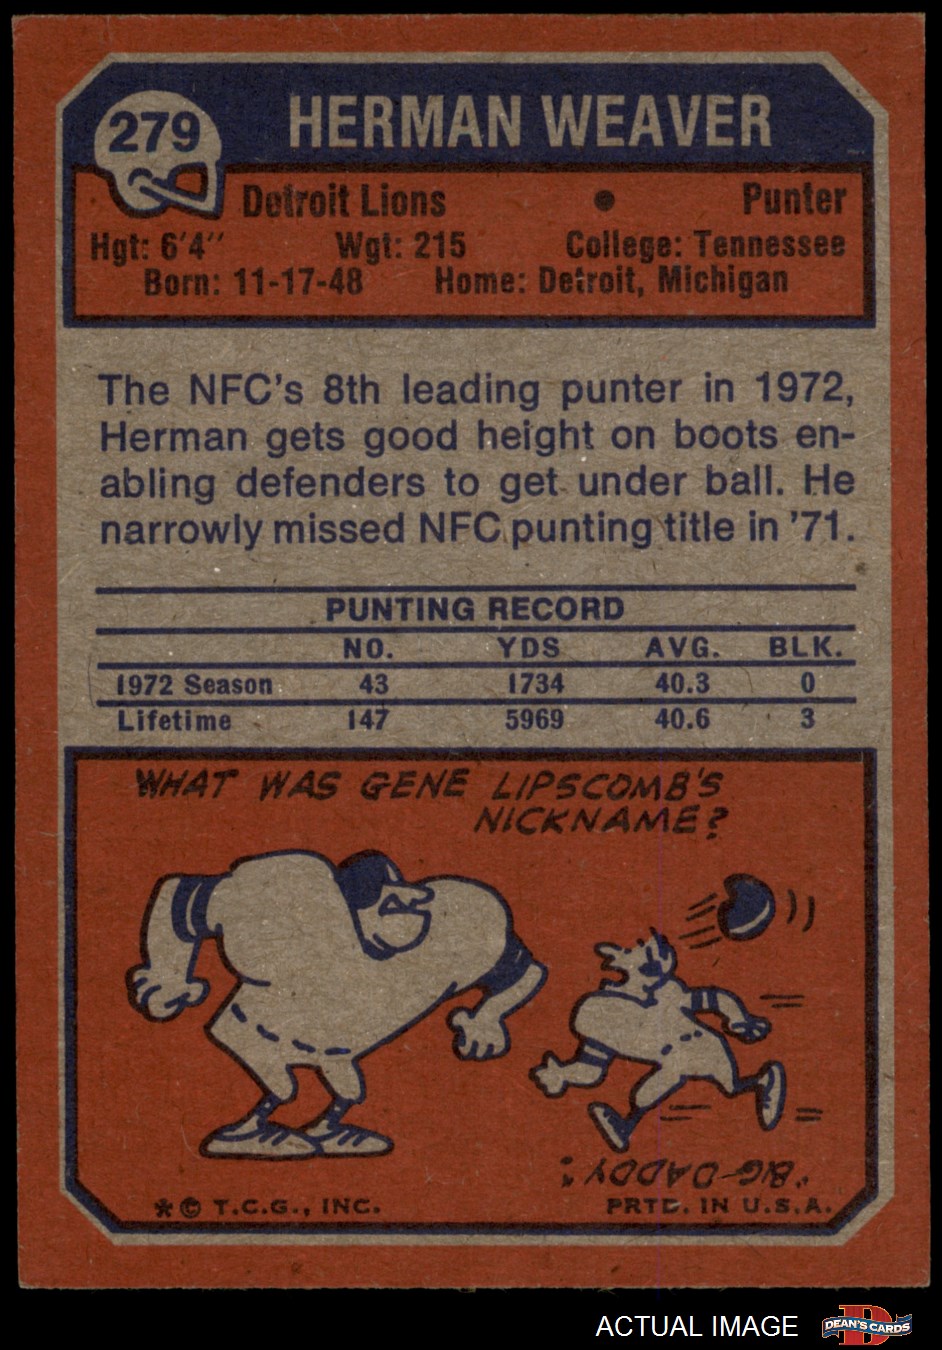 279
HERMAN WEAVER
Detroit Lions • Punter
Hgt: 6'4'' Wgt: 215 College: Tennessee
Born: 11-17-48 Home: Detroit, Michigan
The NFC's 8th leading punter in 1972,
Herman gets good height on boots en-
abling defenders to get under ball. He
narrowly missed NFC punting title in '71.
PUNTING RECORD
NO. YDS AVG. BLK.
1972 Season 43 1734 40.3 0
Lifetime 147 5969 40.6 3
WHAT WAS GENE LIPSCOMB'S
NICKNAME?
"BIG-DADDY".
*© T.C.G., INC. PRTD. IN U.S.A.
ACTUAL IMAGE
D
DEAN'S CARDS